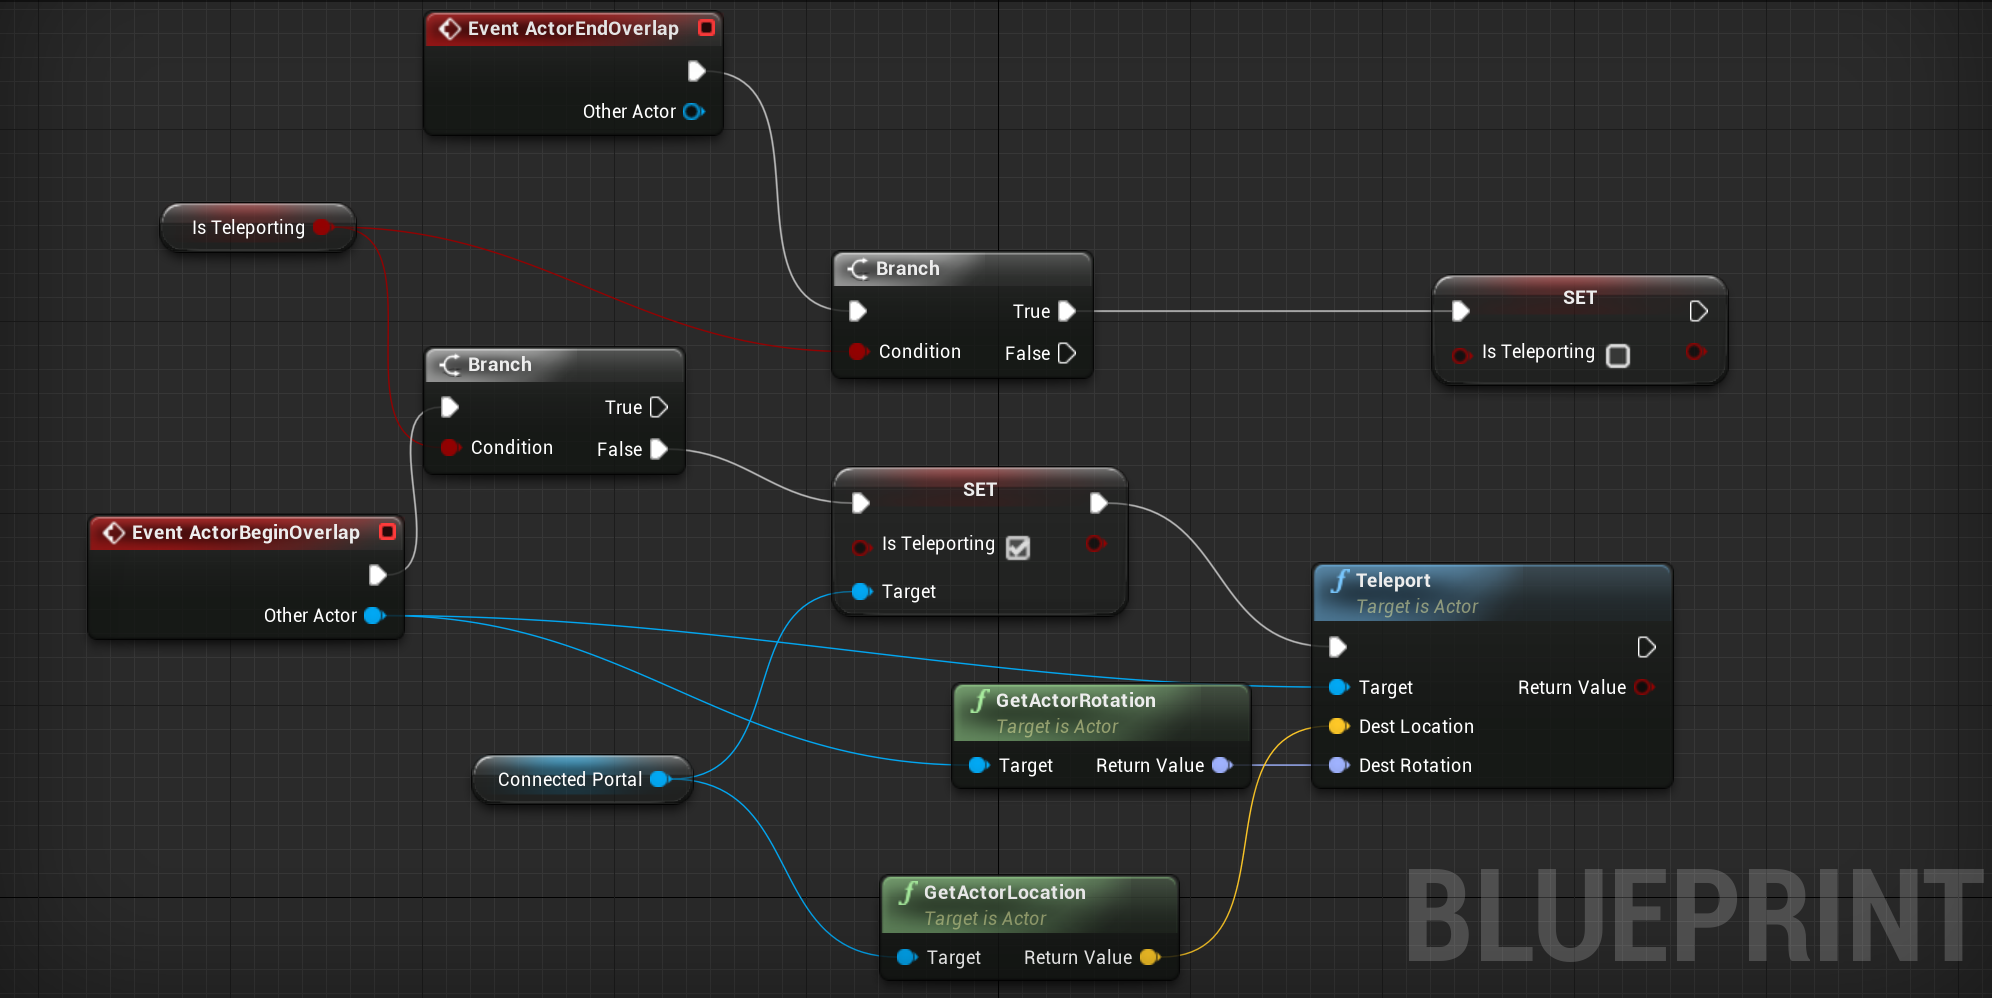 Event ActorEndOverlap
Other Actor
Is Teleporting
Branch
True
Condition
False
SET
Is Teleporting
Branch
True
Condition
False
SET
Is Teleporting
Target
Event ActorBeginOverlap
Other Actor
Teleport
Target is Actor
Target
Return Value
Dest Location
Dest Rotation
GetActorRotation
Target is Actor
Target
Return Value
Connected Portal
GetActorLocation
Target is Actor
Target
Return Value
BLUEPRINT